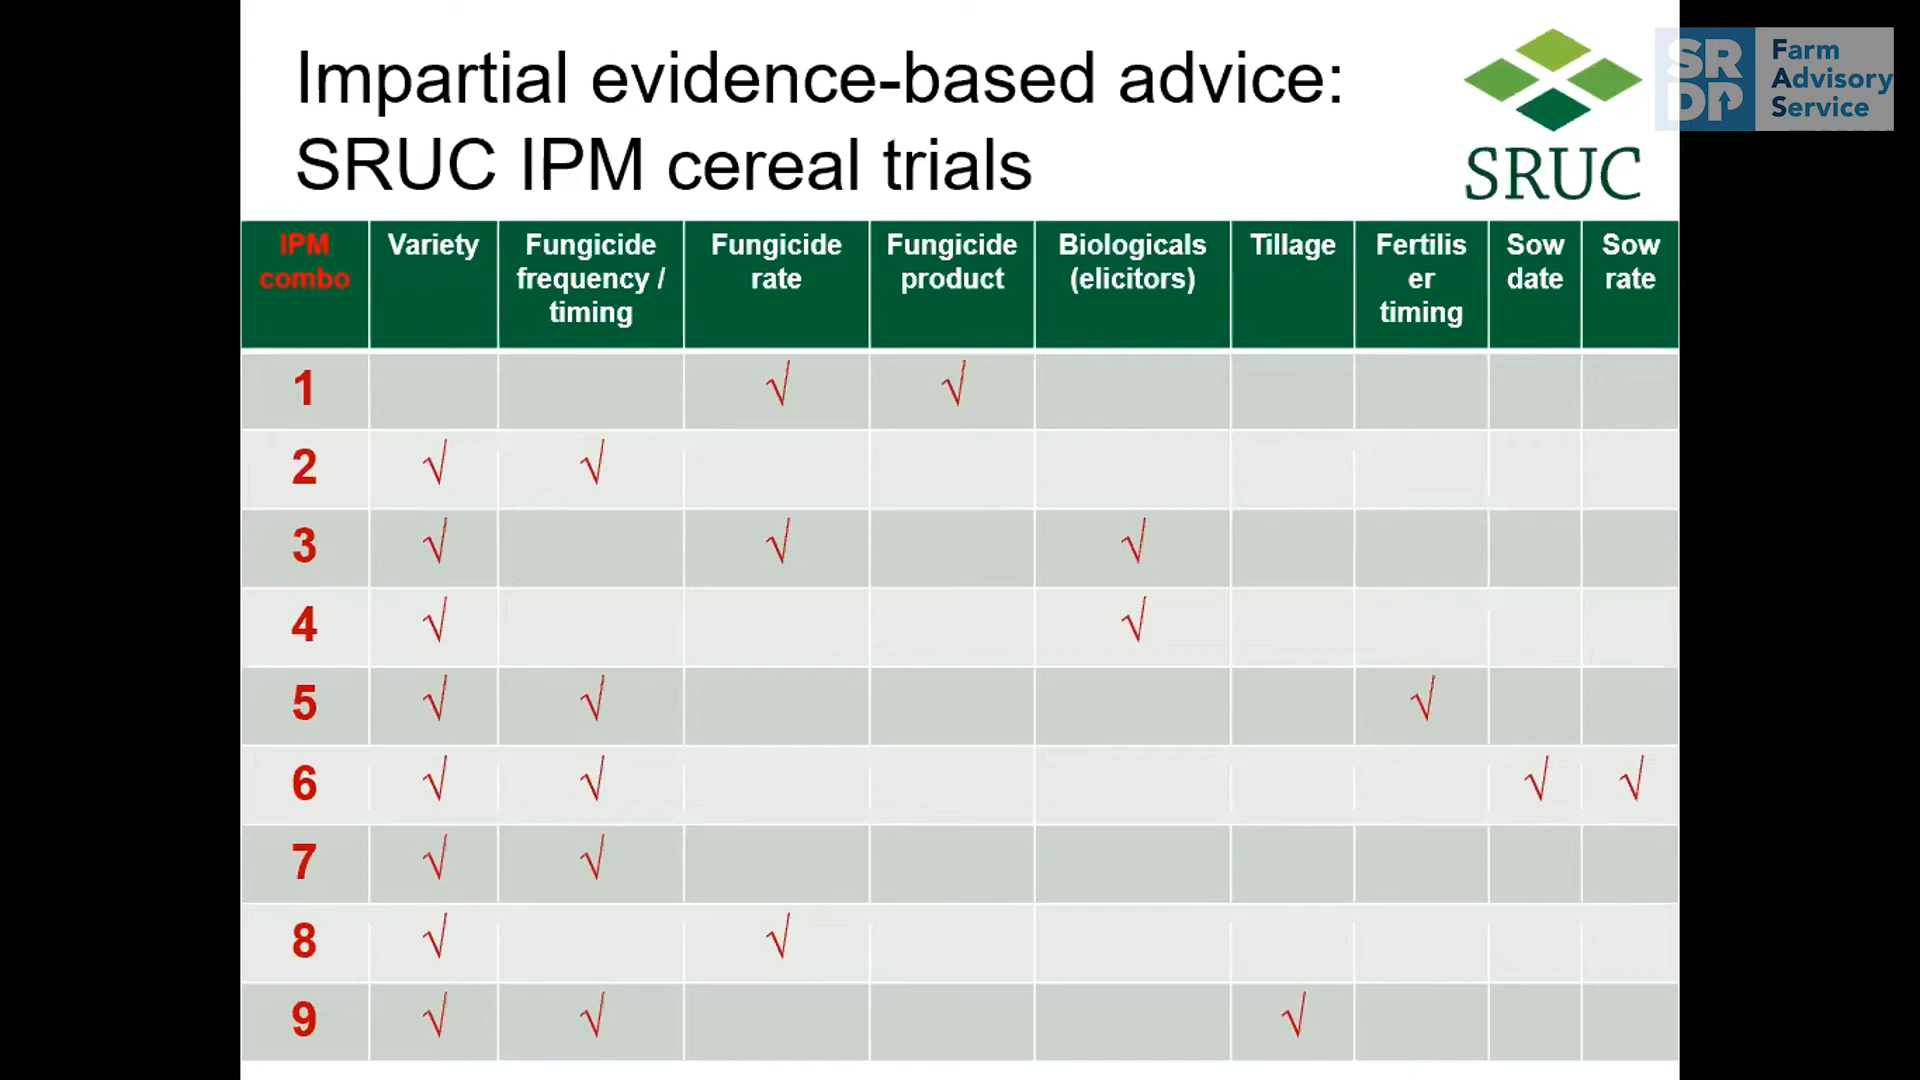 Impartial evidence-based advice:
SRUC IPM cereal trials
SRUC
SR
DP
Farm
Advisory
Service
IPM
combo
Variety
Fungicide
frequency /
timing
Fungicide
rate
Fungicide
product
Biologicals
(elicitors)
Tillage
Fertilis
er
timing
Sow
date
Sow
rate
1 √ √
2 √ √
3 √ √ √
4 √ √
5 √ √ √
6 √ √ √ √
7 √ √
8 √ √
9 √ √ √